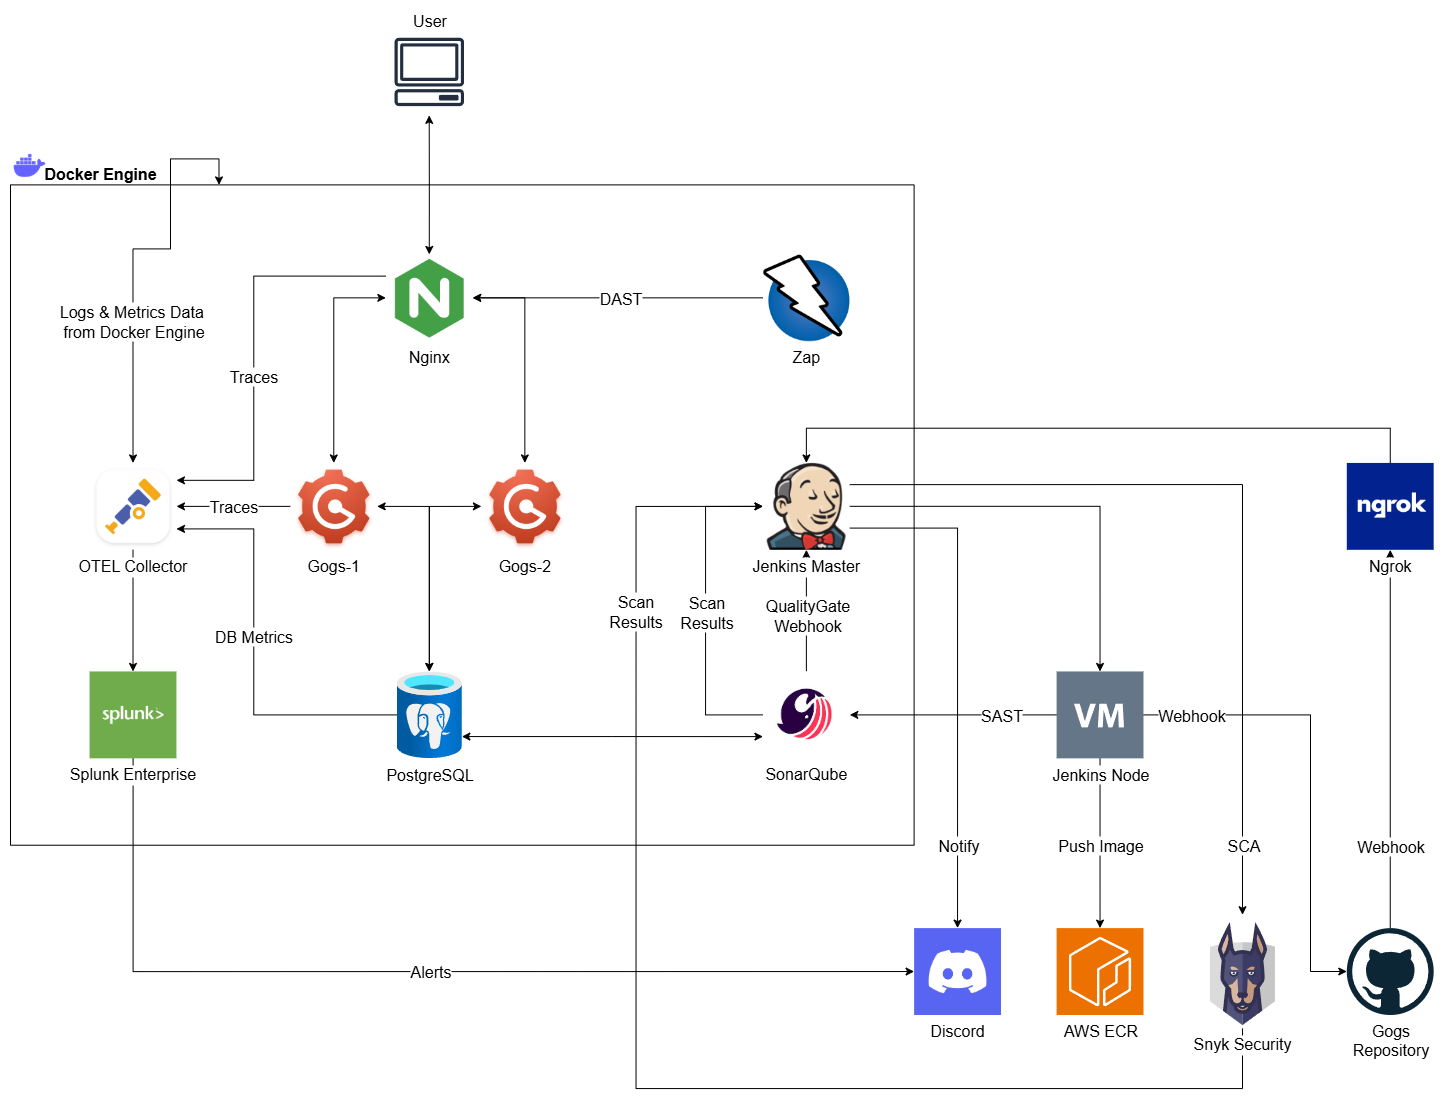 User
Docker Engine
Logs & Metrics Data
from Docker Engine
Traces
N
Nginx
DAST
Zap
OTEL Collector
Traces
Gogs-1
Gogs-2
Jenkins Master
ngrok
Ngrok
Scan
Results
Scan
Results
QualityGate
Webhook
DB Metrics
splunk>
Splunk Enterprise
PostgreSQL
SonarQube
SAST
VM
Webhook
Jenkins Node
Notify
Push Image
SCA
Webhook
Alerts
Discord
AWS ECR
Snyk Security
Gogs
Repository